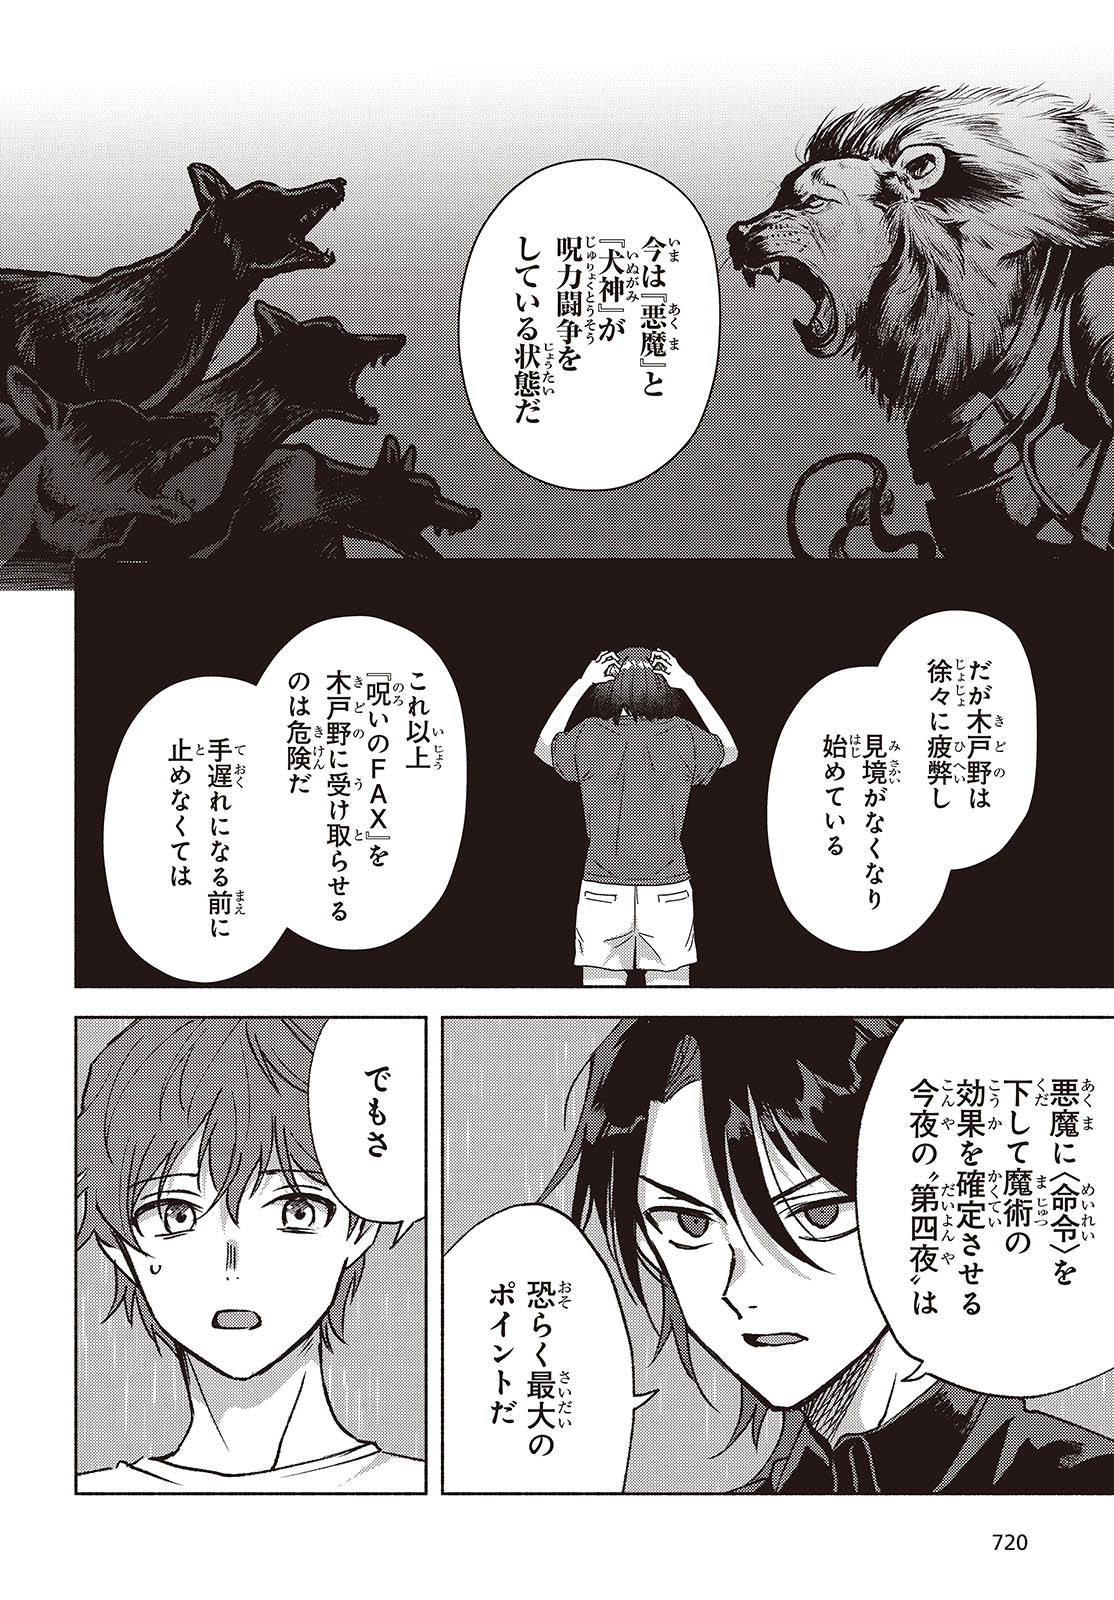 今は『悪魔』と
『犬神』が
呪力闘争を
している状態だ
だが木戸野は
徐々に疲弊し
見境がなくなり
始めている
これ以上
『呪いのFAX』を
木戸野に受け取らせる
のは危険だ
手遅れになる前に
止めなくては
悪魔に〈命令〉を
下して魔術の
効果を確定させる
今夜の〝第四夜〟は
恐らく最大の
ポイントだ
でもさ
720